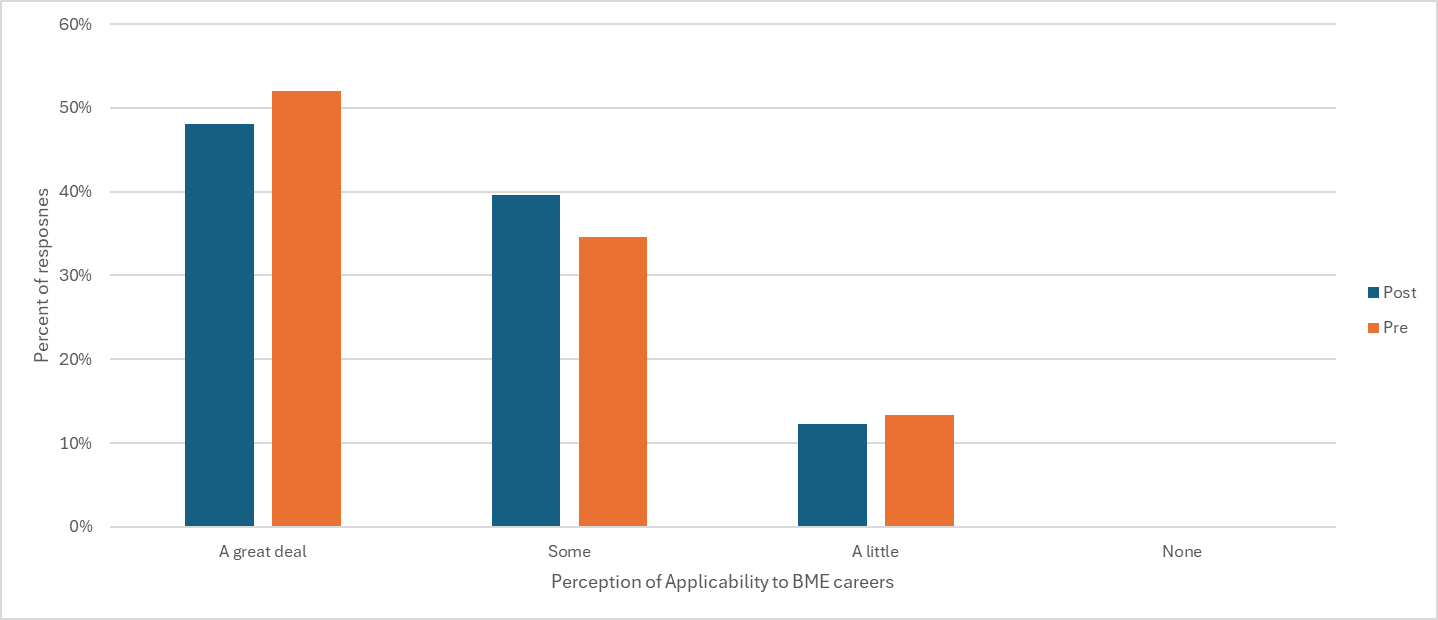 60%
50%
40%
30%
20%
10%
0%
Percent of resposnes
A great deal
Some
A little
None
Perception of Applicability to BME careers
Post
Pre